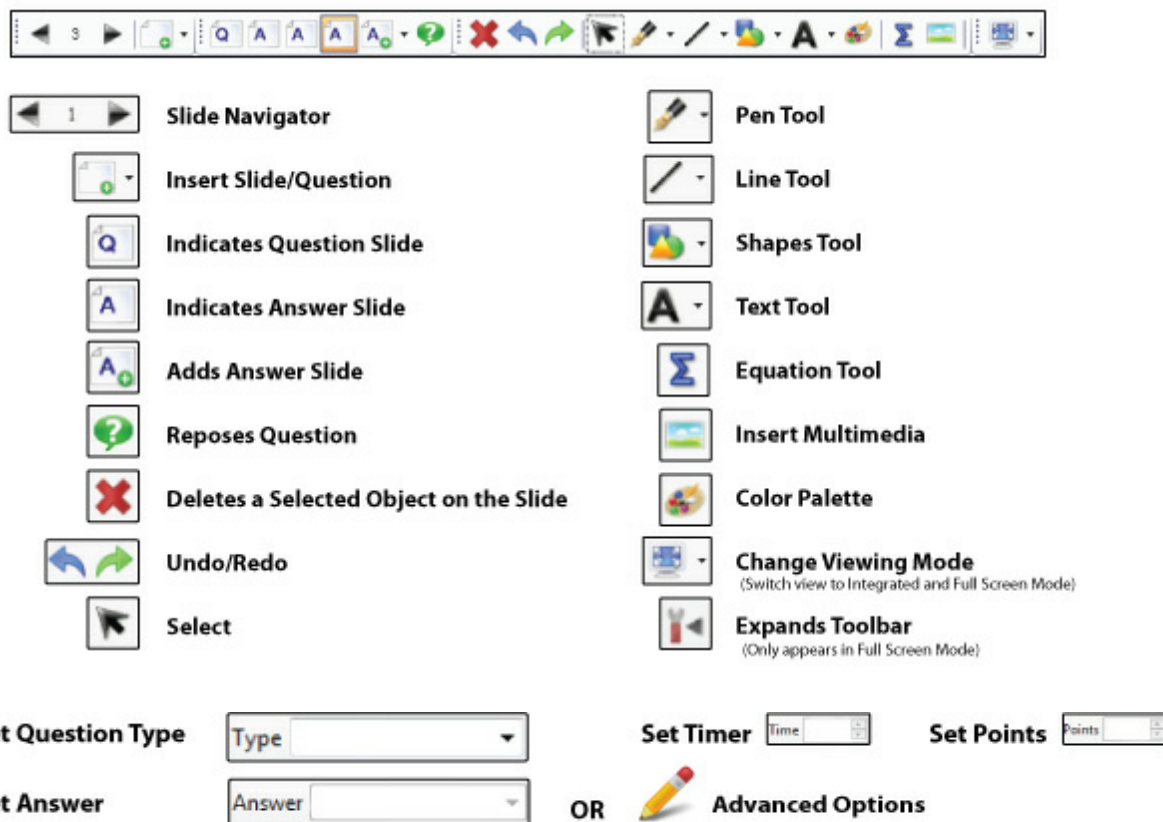 3
Q A A A A A
1 Slide Navigator
Pen Tool
Insert Slide/Question
Line Tool
Q Indicates Question Slide
Shapes Tool
A Indicates Answer Slide
A Text Tool
A Adds Answer Slide
Σ Equation Tool
? Reposes Question
Insert Multimedia
Deletes a Selected Object on the Slide
Color Palette
Undo/Redo
Change Viewing Mode
(Switch view to Integrated and Full Screen Mode)
Select
Expands Toolbar
(Only appears in Full Screen Mode)
t Question Type Type
Set Timer Time Set Points Points
t Answer Answer OR Advanced Options